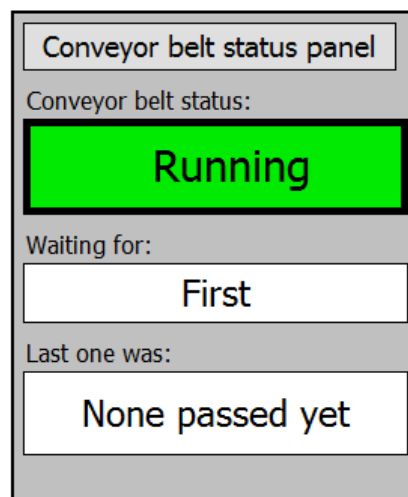 Conveyor belt status panel
Conveyor belt status:
Running
Waiting for:
First
Last one was:
None passed yet